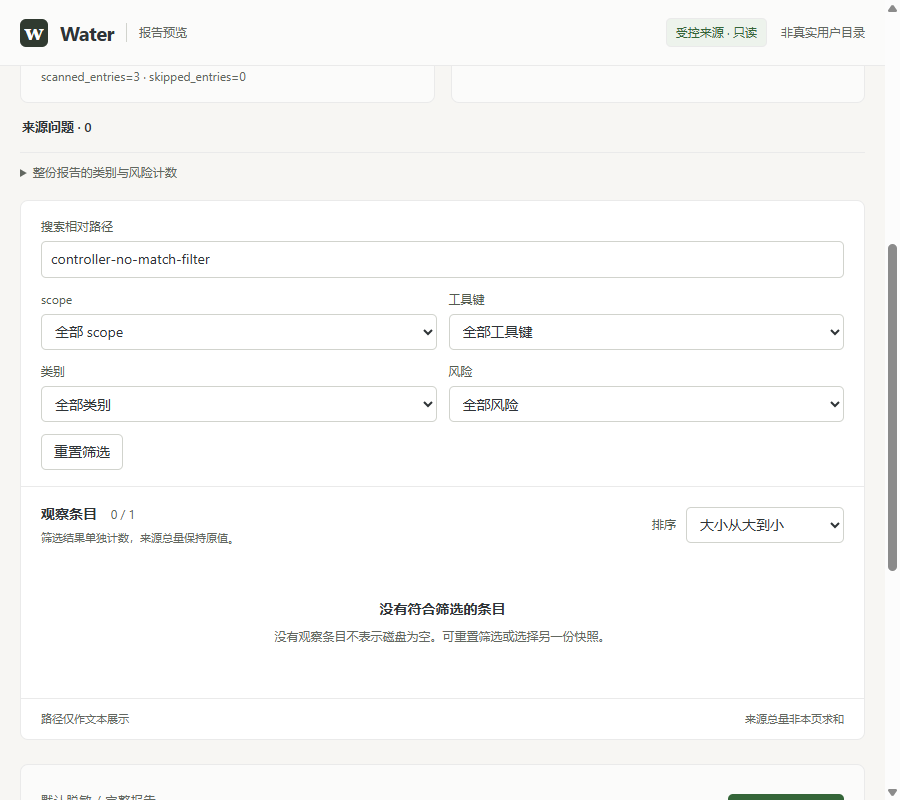 W Water 报告预览 受控来源 · 只读 非真实用户目录
scanned_entries=3 · skipped_entries=0
来源问题 · 0
整份报告的类别与风险计数
搜索相对路径
controller-no-match-filter
scope 工具键
全部 scope 全部工具键
类别 风险
全部类别 全部风险
重置筛选
观察条目 0 / 1 排序 大小从大到小
筛选结果单独计数，来源总量保持原值。
没有符合筛选的条目
没有观察条目不表示磁盘为空。可重置筛选或选择另一份快照。
路径仅作文本展示 来源总量非本页求和
默认脱敏 / 完整报告